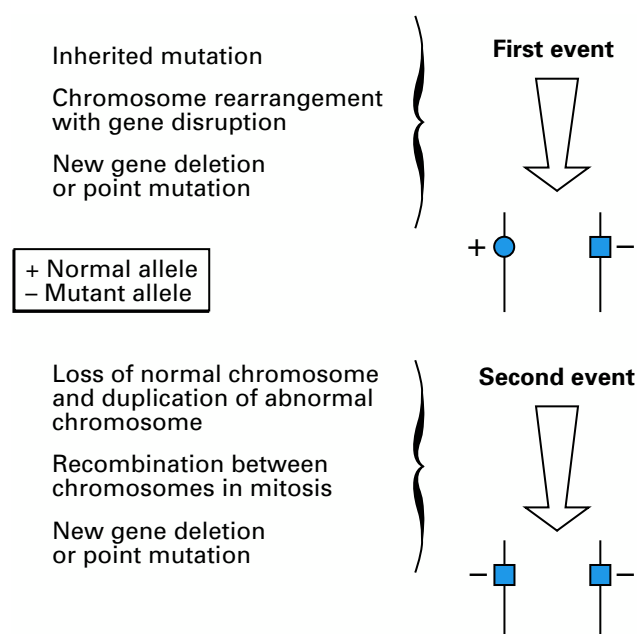 Inherited mutation
Chromosome rearrangement
with gene disruption
New gene deletion
or point mutation
First event
+ –
+ Normal allele
– Mutant allele
Loss of normal chromosome
and duplication of abnormal
chromosome
Recombination between
chromosomes in mitosis
New gene deletion
or point mutation
Second event
– –